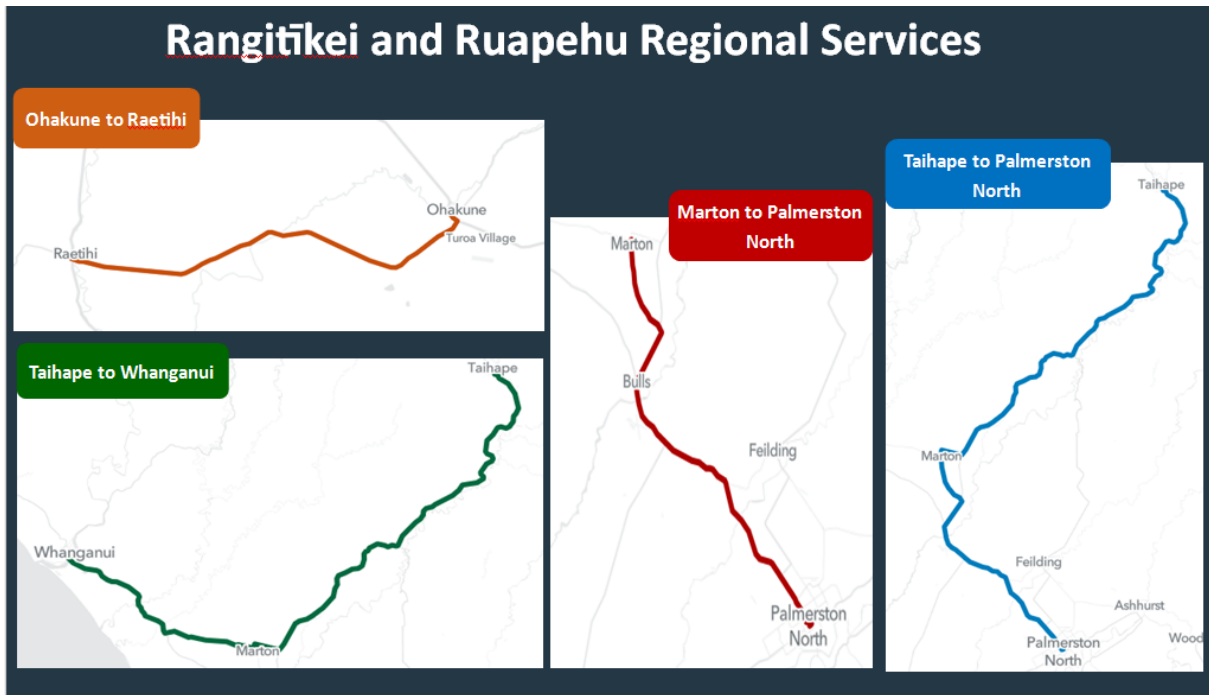 Rangitīkei and Ruapehu Regional Services
Ohakune to Raetihi
Ohakune
Turoa Village
Raetihi
Taihape to Whanganui
Taihape
Whanganui
Marton
Marton to Palmerston
North
Marton
Bulls
Feilding
Palmerston
North
Taihape to Palmerston
North
Taihape
Marton
Feilding
Ashhurst
Wood
Palmerston
North